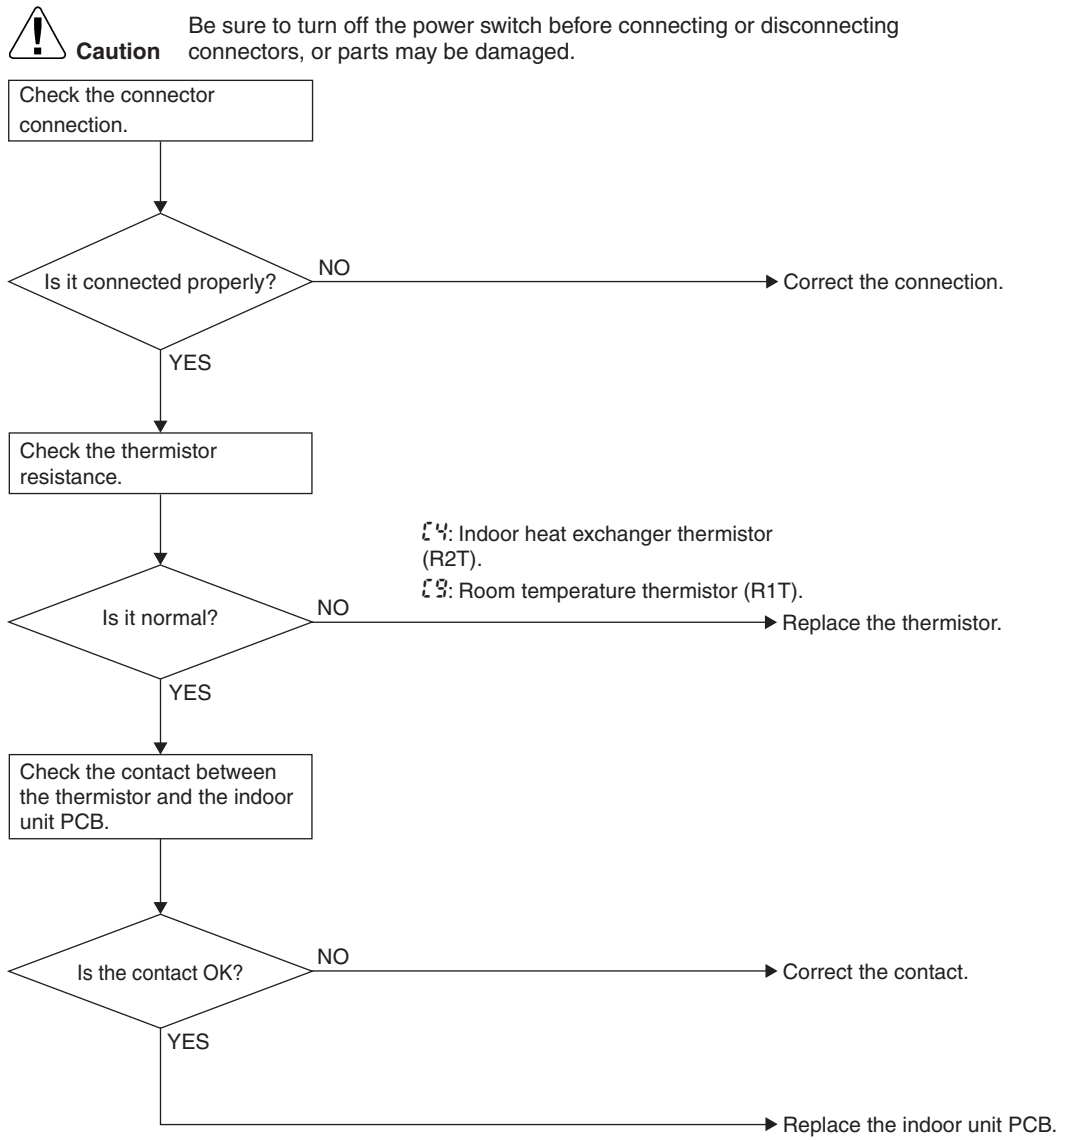 Be sure to turn off the power switch before connecting or disconnecting
Caution connectors, or parts may be damaged.
Check the connector
connection.
Is it connected properly?
NO
Correct the connection.
YES
Check the thermistor
resistance.
C4: Indoor heat exchanger thermistor
(R2T).
C9: Room temperature thermistor (R1T).
Is it normal?
NO
Replace the thermistor.
YES
Check the contact between
the thermistor and the indoor
unit PCB.
Is the contact OK?
NO
Correct the contact.
YES
Replace the indoor unit PCB.